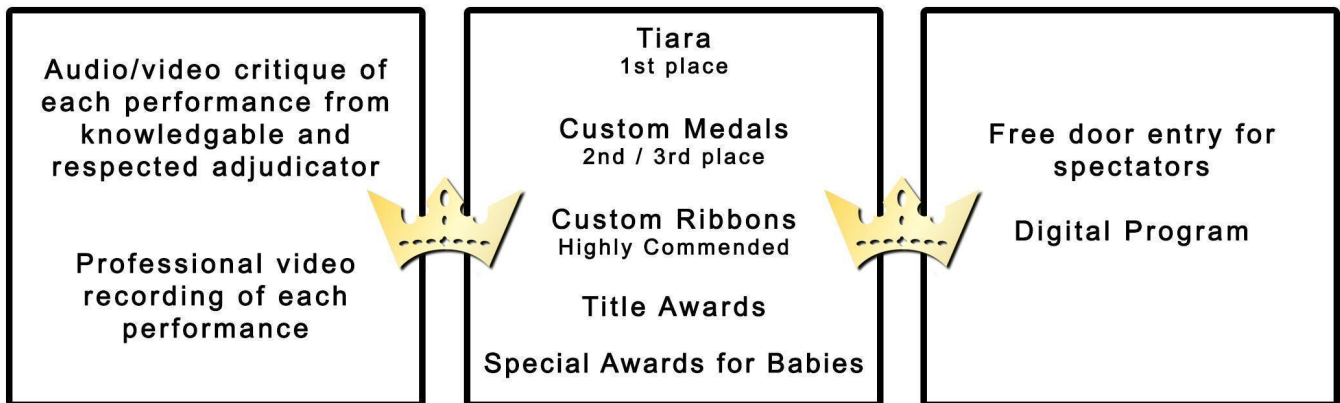 Audio/video critique of
each performance from
knowledgable and
respected adjudicator
Professional video
recording of each
performance
Tiara
1st place
Custom Medals
2nd / 3rd place
Custom Ribbons
Highly Commended
Title Awards
Special Awards for Babies
Free door entry for
spectators
Digital Program